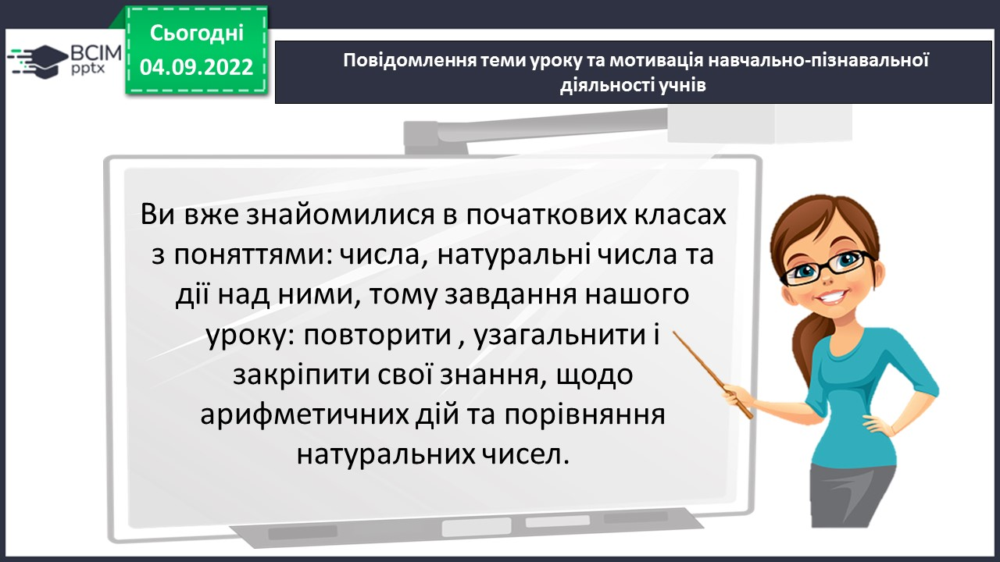 Сьогодні
04.09.2022
BCIM
pptx
Повідомлення теми уроку та мотивація навчально-пізнавальної
діяльності учнів
Ви вже знайомилися в початкових класах
з поняттями: числа, натуральні числа та
дії над ними, тому завдання нашого
уроку: повторити , узагальнити і
закріпити свої знання, щодо
арифметичних дій та порівняння
натуральних чисел.